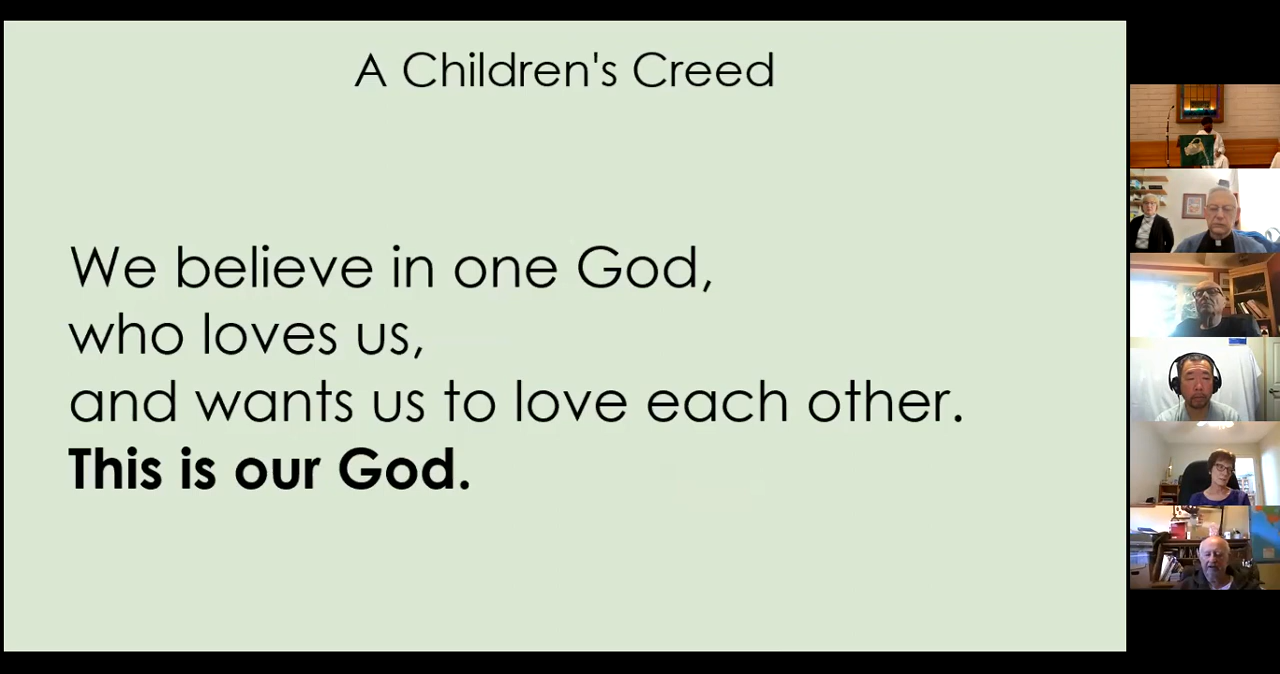 A Children's Creed
We believe in one God,
who loves us,
and wants us to love each other.
This is our God.